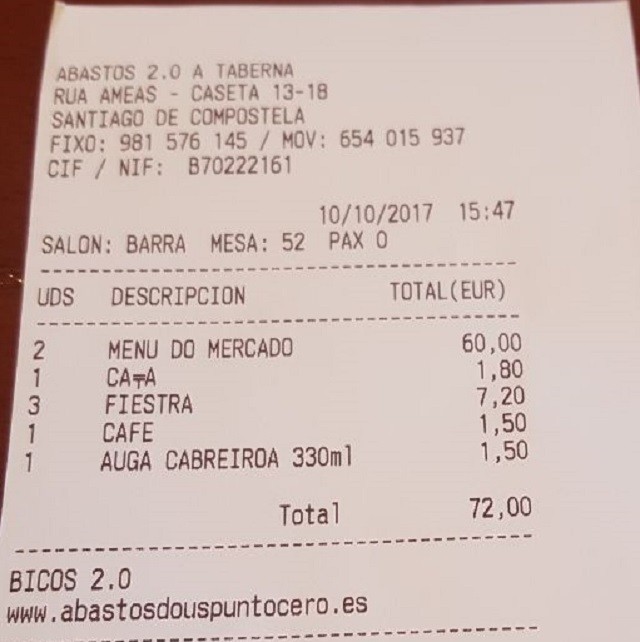 ABASTOS 2.0 A TABERNA
RUA AMEAS - CASETA 13-18
SANTIAGO DE COMPOSTELA
FIXO: 981 576 145 / MOV: 654 015 937
CIF / NIF: B70222161
10/10/2017 15:47
SALON: BARRA MESA: 52 PAX 0
UDS DESCRIPCION TOTAL(EUR)
2 MENU DO MERCADO 60,00
1 CA╤A 1,80
3 FIESTRA 7,20
1 CAFE 1,50
1 AUGA CABREIROA 330ml 1,50
Total 72,00
BICOS 2.0
www.abastosdouspuntocero.es